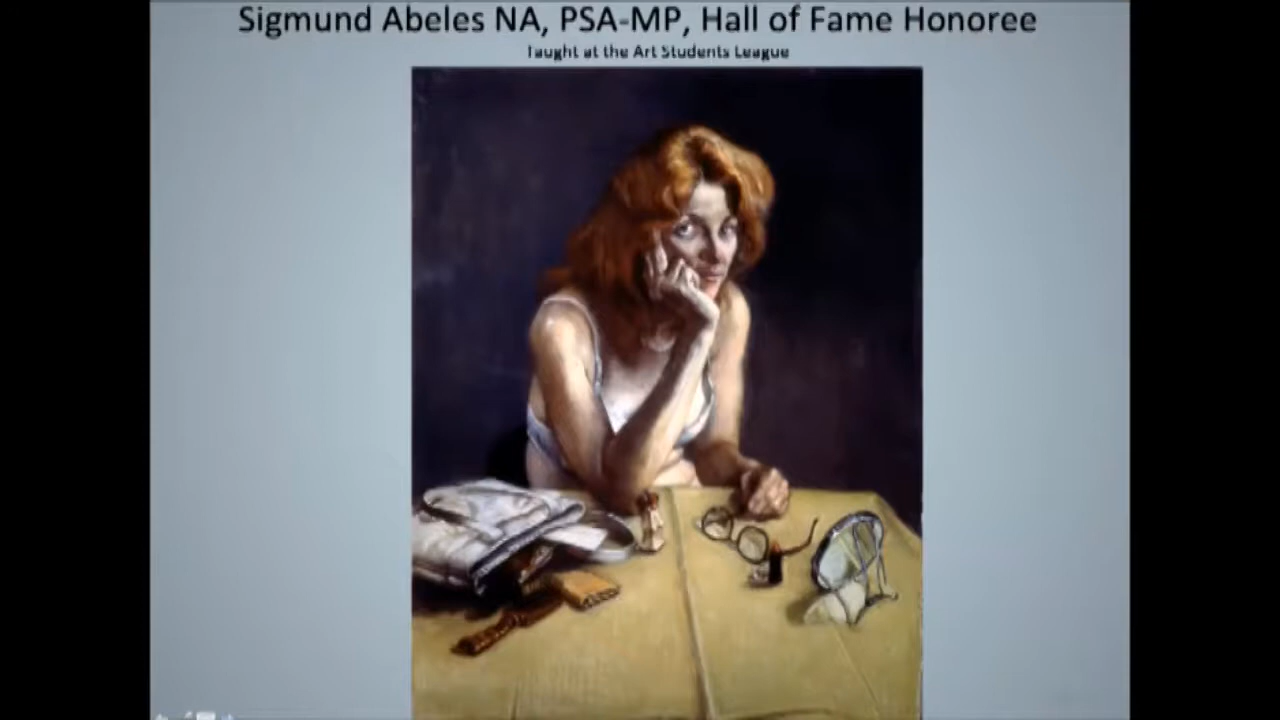 Sigmund Abeles NA, PSA-MP, Hall of Fame Honoree
Taught at the Art Students League